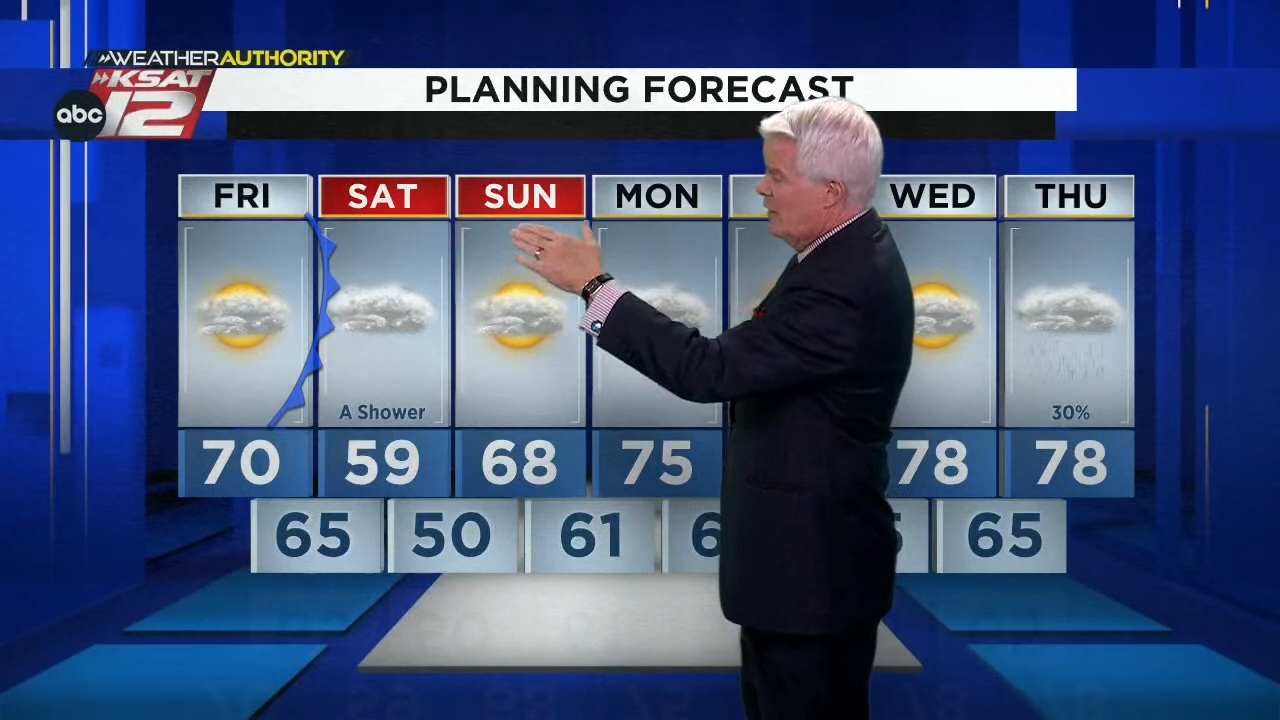 WEATHERAUTHORITY
KSAT
abc 12
PLANNING FORECAST
FRI SAT SUN MON WED THU
A Shower 30%
70 59 68 75 78 78
65 50 61 65